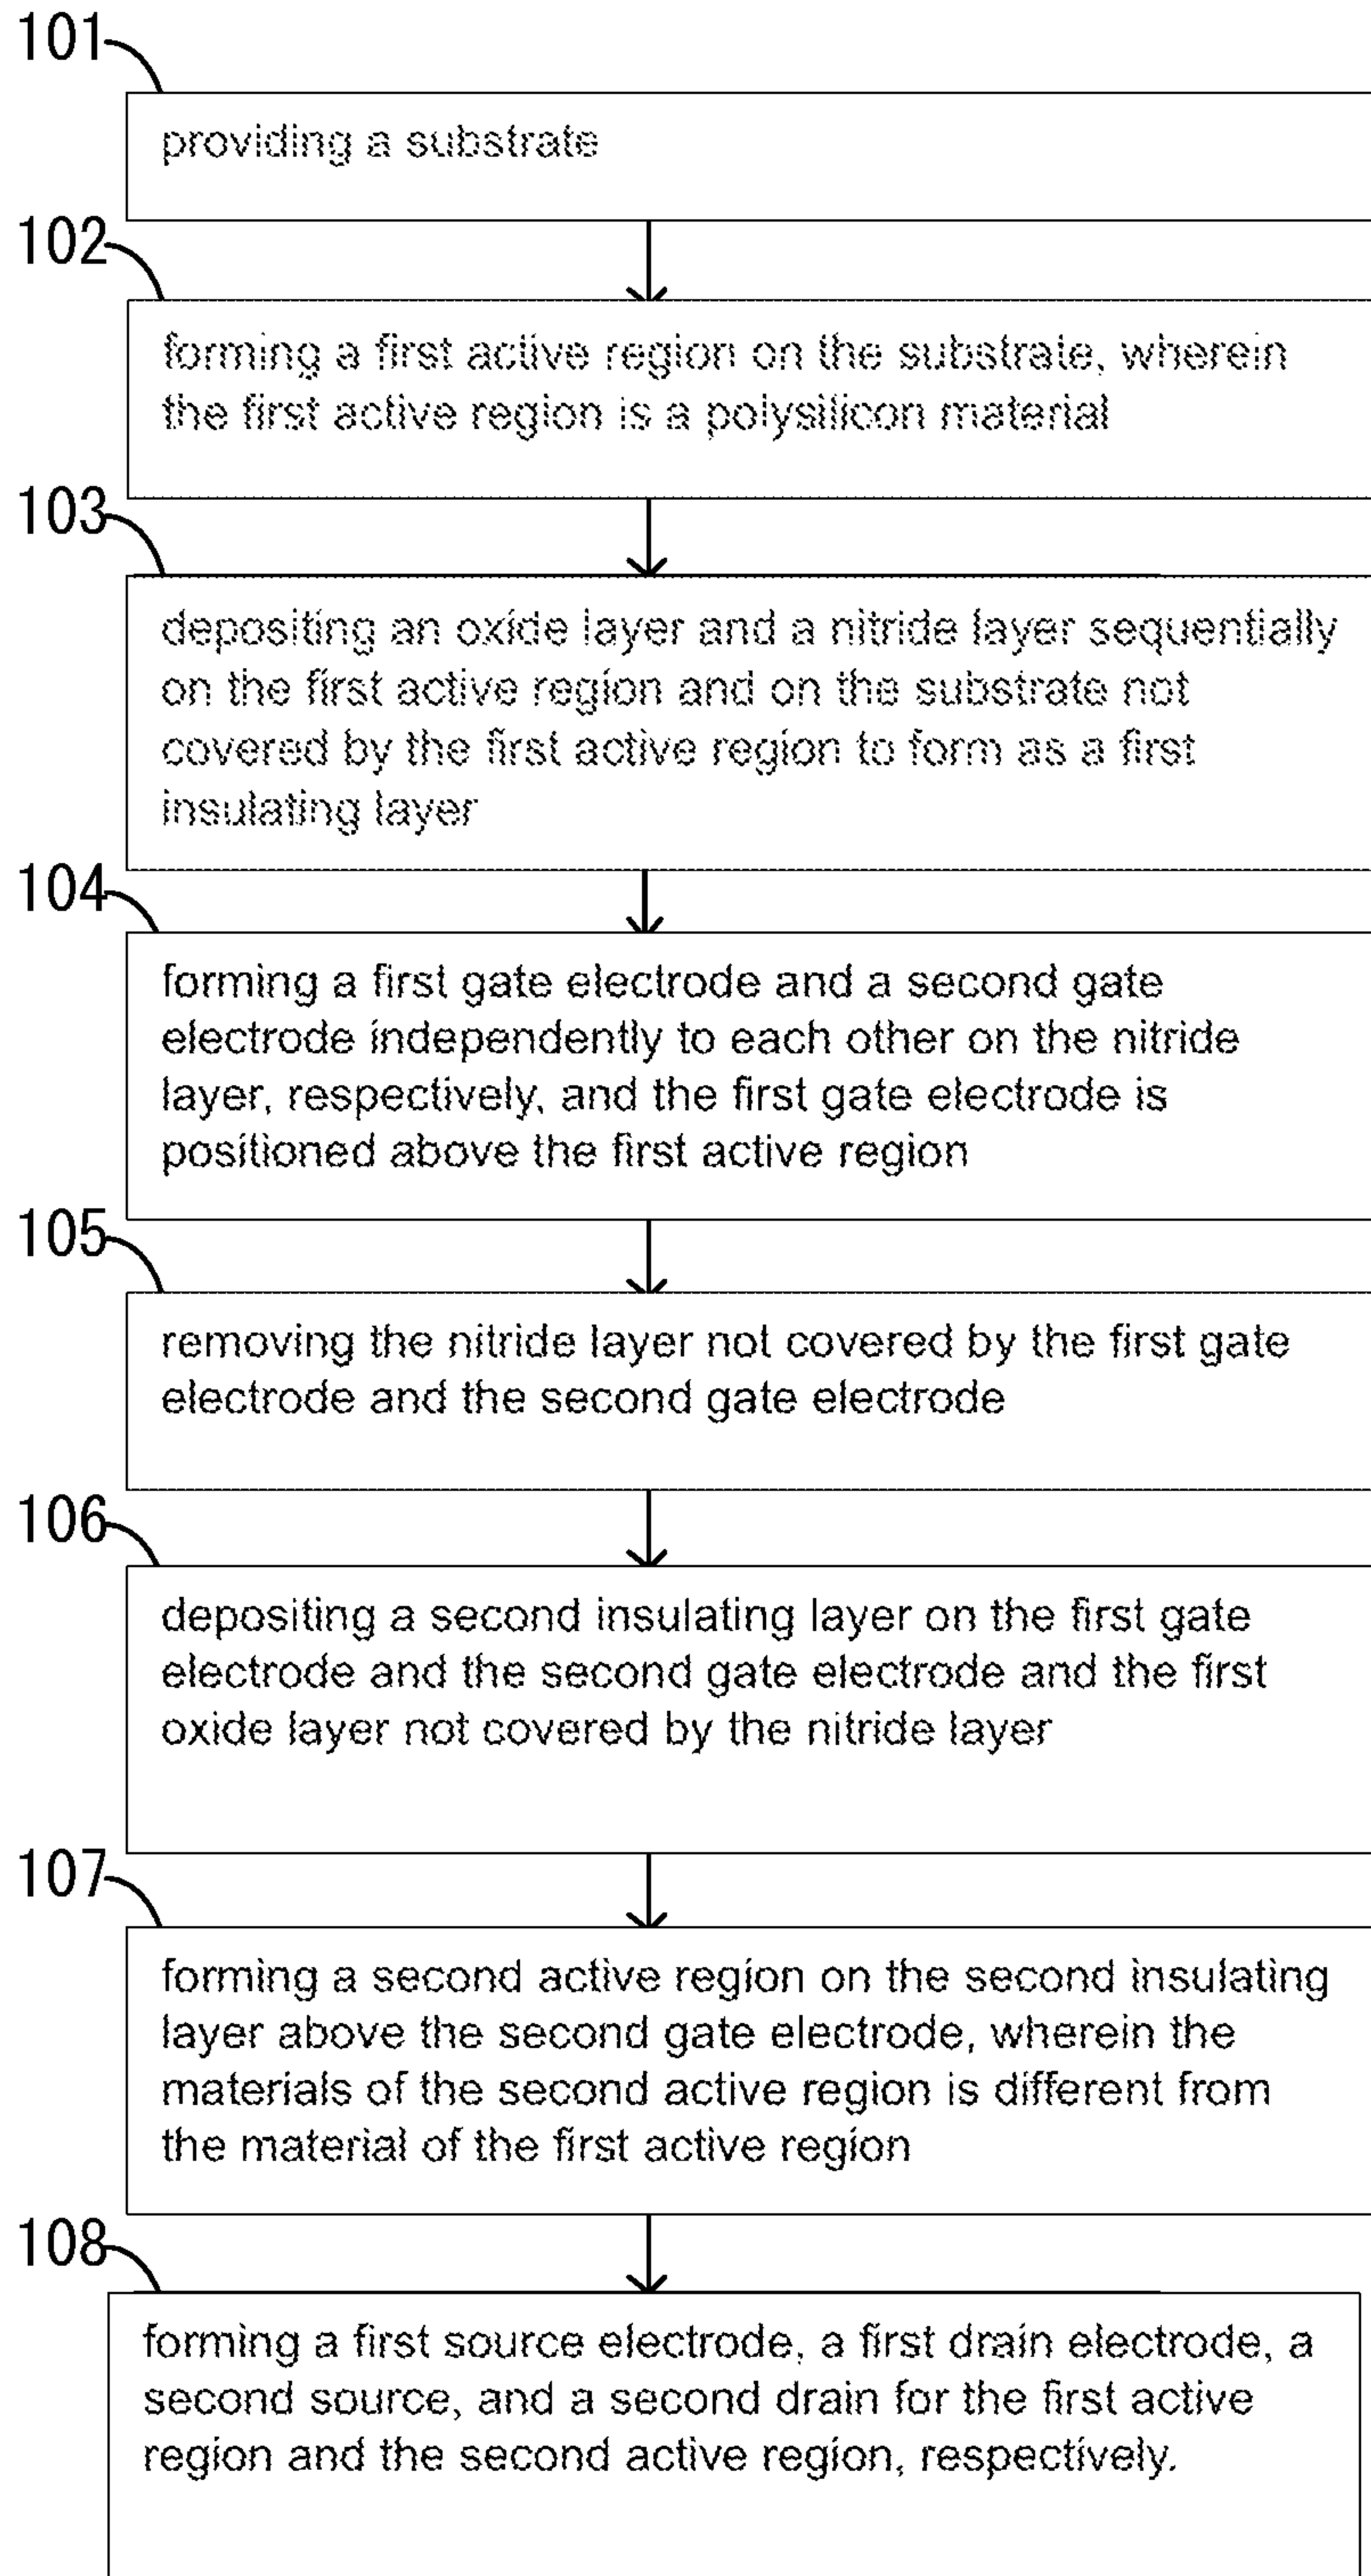 101
providing a substrate
102
forming a first active region on the substrate, wherein
the first active region is a polysilicon material
103
depositing an oxide layer and a nitride layer sequentially
on the first active region and on the substrate not
covered by the first active region to form as a first
insulating layer
104
forming a first gate electrode and a second gate
electrode independently to each other on the nitride
layer, respectively, and the first gate electrode is
positioned above the first active region
105
removing the nitride layer not covered by the first gate
electrode and the second gate electrode
106
depositing a second insulating layer on the first gate
electrode and the second gate electrode and the first
oxide layer not covered by the nitride layer
107
forming a second active region on the second insulating
layer above the second gate electrode, wherein the
materials of the second active region is different from
the material of the first active region
108
forming a first source electrode, a first drain electrode, a
second source, and a second drain for the first active
region and the second active region, respectively.